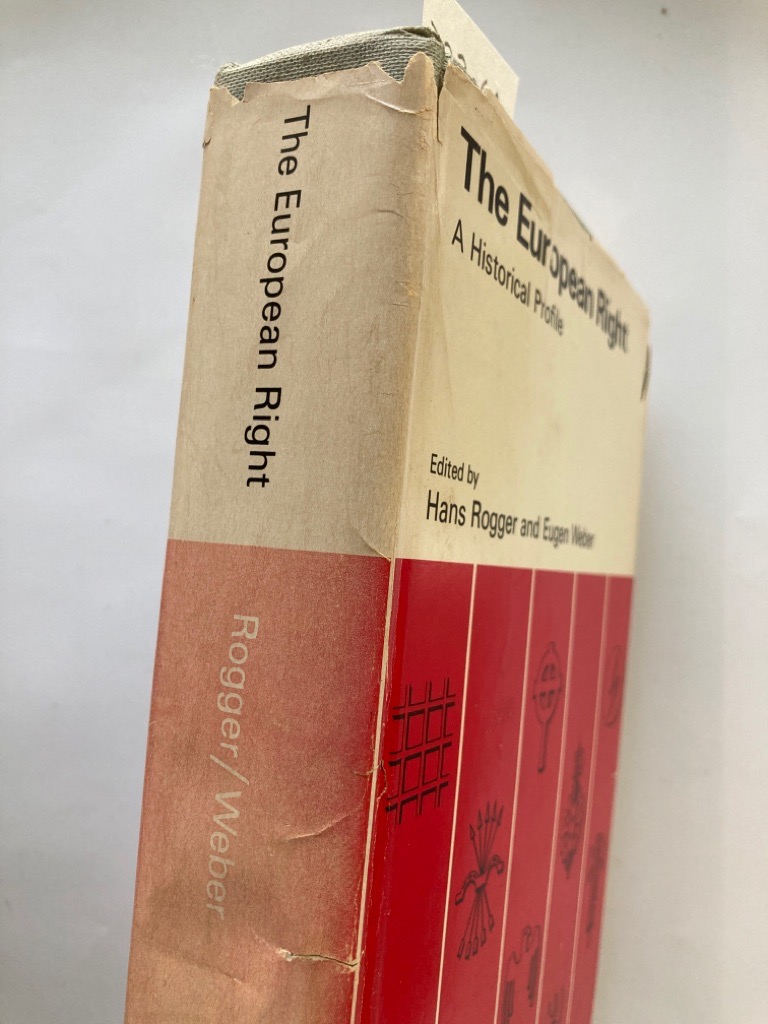 The European Right
Rogger/Weber
The European Right
A Historical Profile
Edited by
Hans Rogger and Eugen Weber